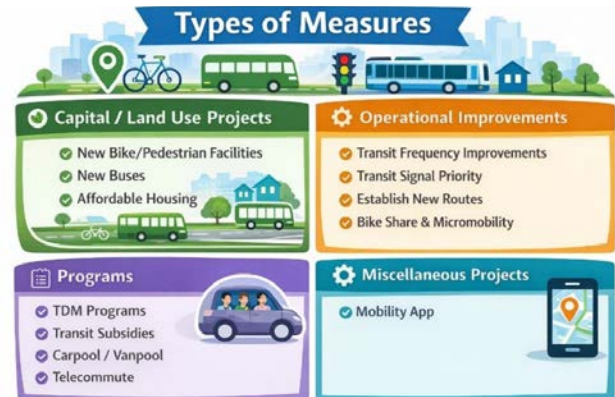 Types of Measures
Capital / Land Use Projects
New Bike/Pedestrian Facilities
New Buses
Affordable Housing
Operational Improvements
Transit Frequency Improvements
Transit Signal Priority
Establish New Routes
Bike Share & Micromobility
Programs
TDM Programs
Transit Subsidies
Carpool / Vanpool
Telecommute
Miscellaneous Projects
Mobility App